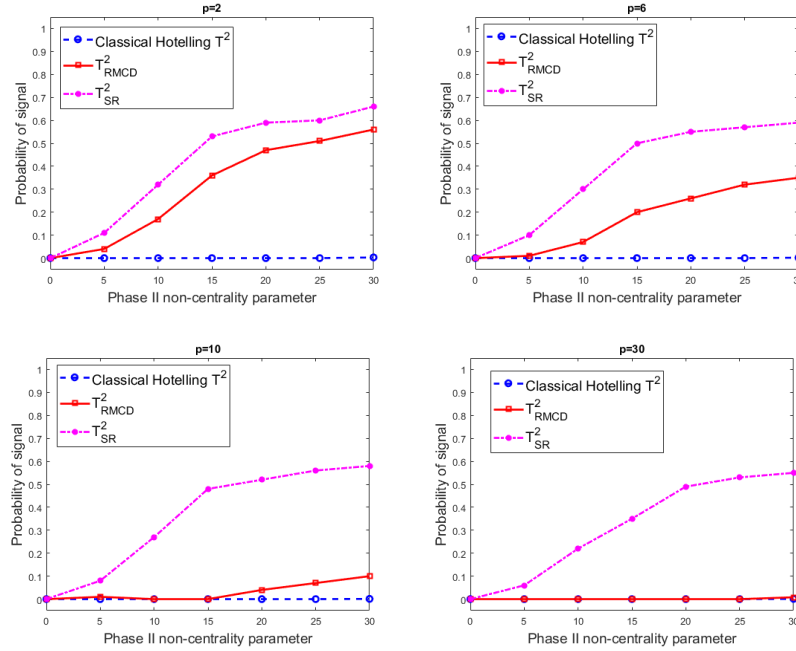 p=2
1
0.9
0.8
0.7
0.6
0.5
0.4
0.3
0.2
0.1
0
Probability of signal
Classical Hotelling T²
T²RMCD
T²SR
0 5 10 15 20 25 30
Phase II non-centrality parameter
p=6
1
0.9
0.8
0.7
0.6
0.5
0.4
0.3
0.2
0.1
0
Probability of signal
Classical Hotelling T²
T²RMCD
T²SR
0 5 10 15 20 25 30
Phase II non-centrality parameter
p=10
1
0.9
0.8
0.7
0.6
0.5
0.4
0.3
0.2
0.1
0
Probability of signal
Classical Hotelling T²
T²RMCD
T²SR
0 5 10 15 20 25 30
Phase II non-centrality parameter
p=30
1
0.9
0.8
0.7
0.6
0.5
0.4
0.3
0.2
0.1
0
Probability of signal
Classical Hotelling T²
T²RMCD
T²SR
0 5 10 15 20 25 30
Phase II non-centrality parameter